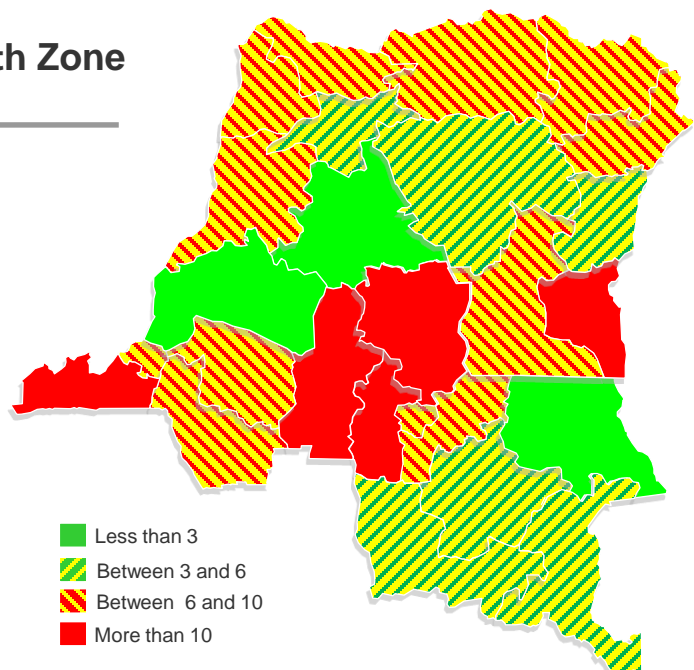 th Zone
Less than 3
Between 3 and 6
Between 6 and 10
More than 10